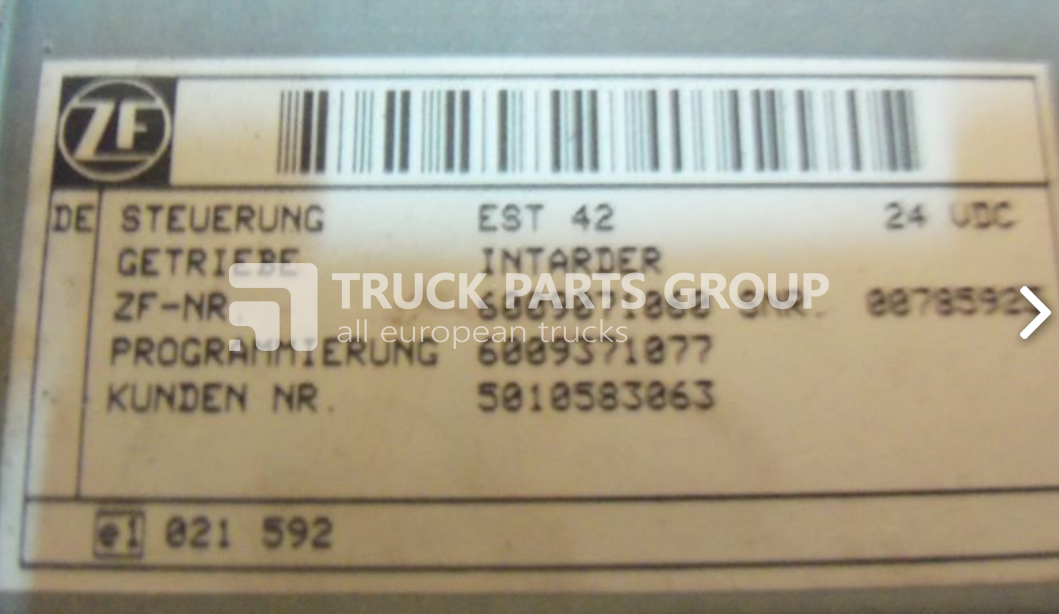 ZF
DE STEUERUNG EST 42 24 VDC
GETRIEBE INTARDER
TRUCK PARTS GROUP
ZF-NR.
all european trucks
PROGRAMMIERUNG 6009371077
KUNDEN NR. 5010583063
e1 021 592